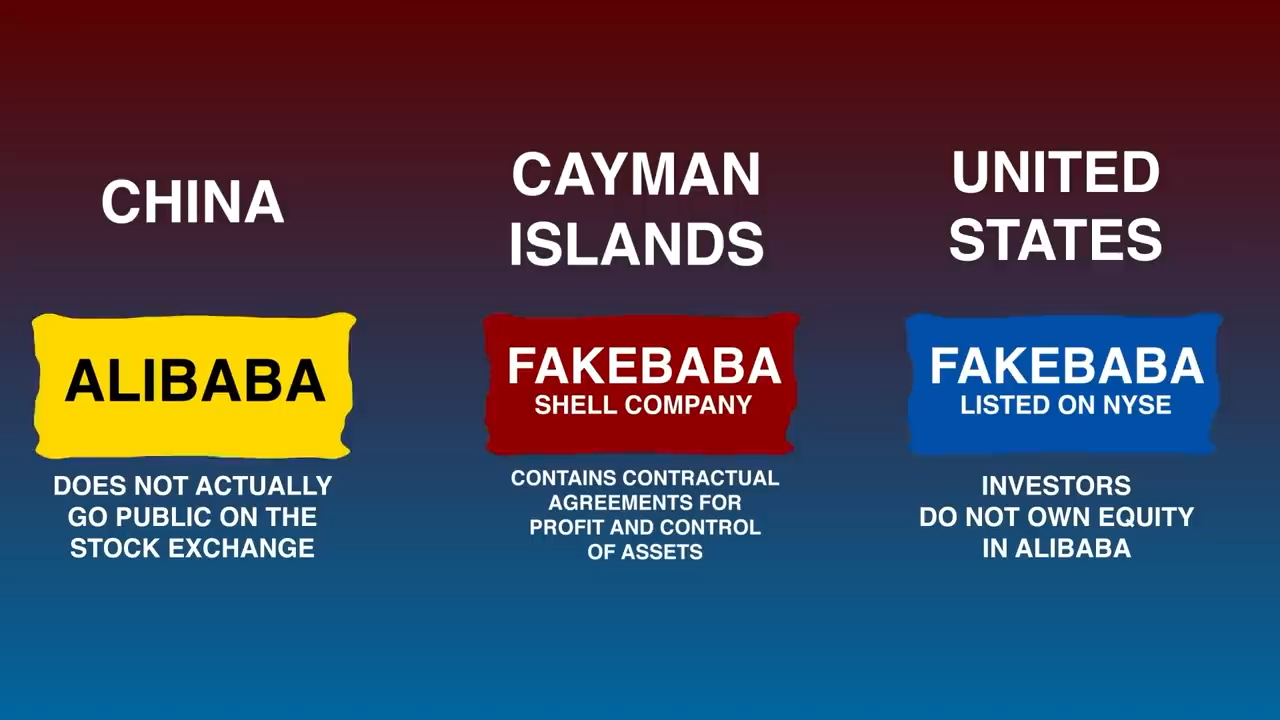 CHINA
ALIBABA
DOES NOT ACTUALLY
GO PUBLIC ON THE
STOCK EXCHANGE
CAYMAN
ISLANDS
FAKEBABA
SHELL COMPANY
CONTAINS CONTRACTUAL
AGREEMENTS FOR
PROFIT AND CONTROL
OF ASSETS
UNITED
STATES
FAKEBABA
LISTED ON NYSE
INVESTORS
DO NOT OWN EQUITY
IN ALIBABA